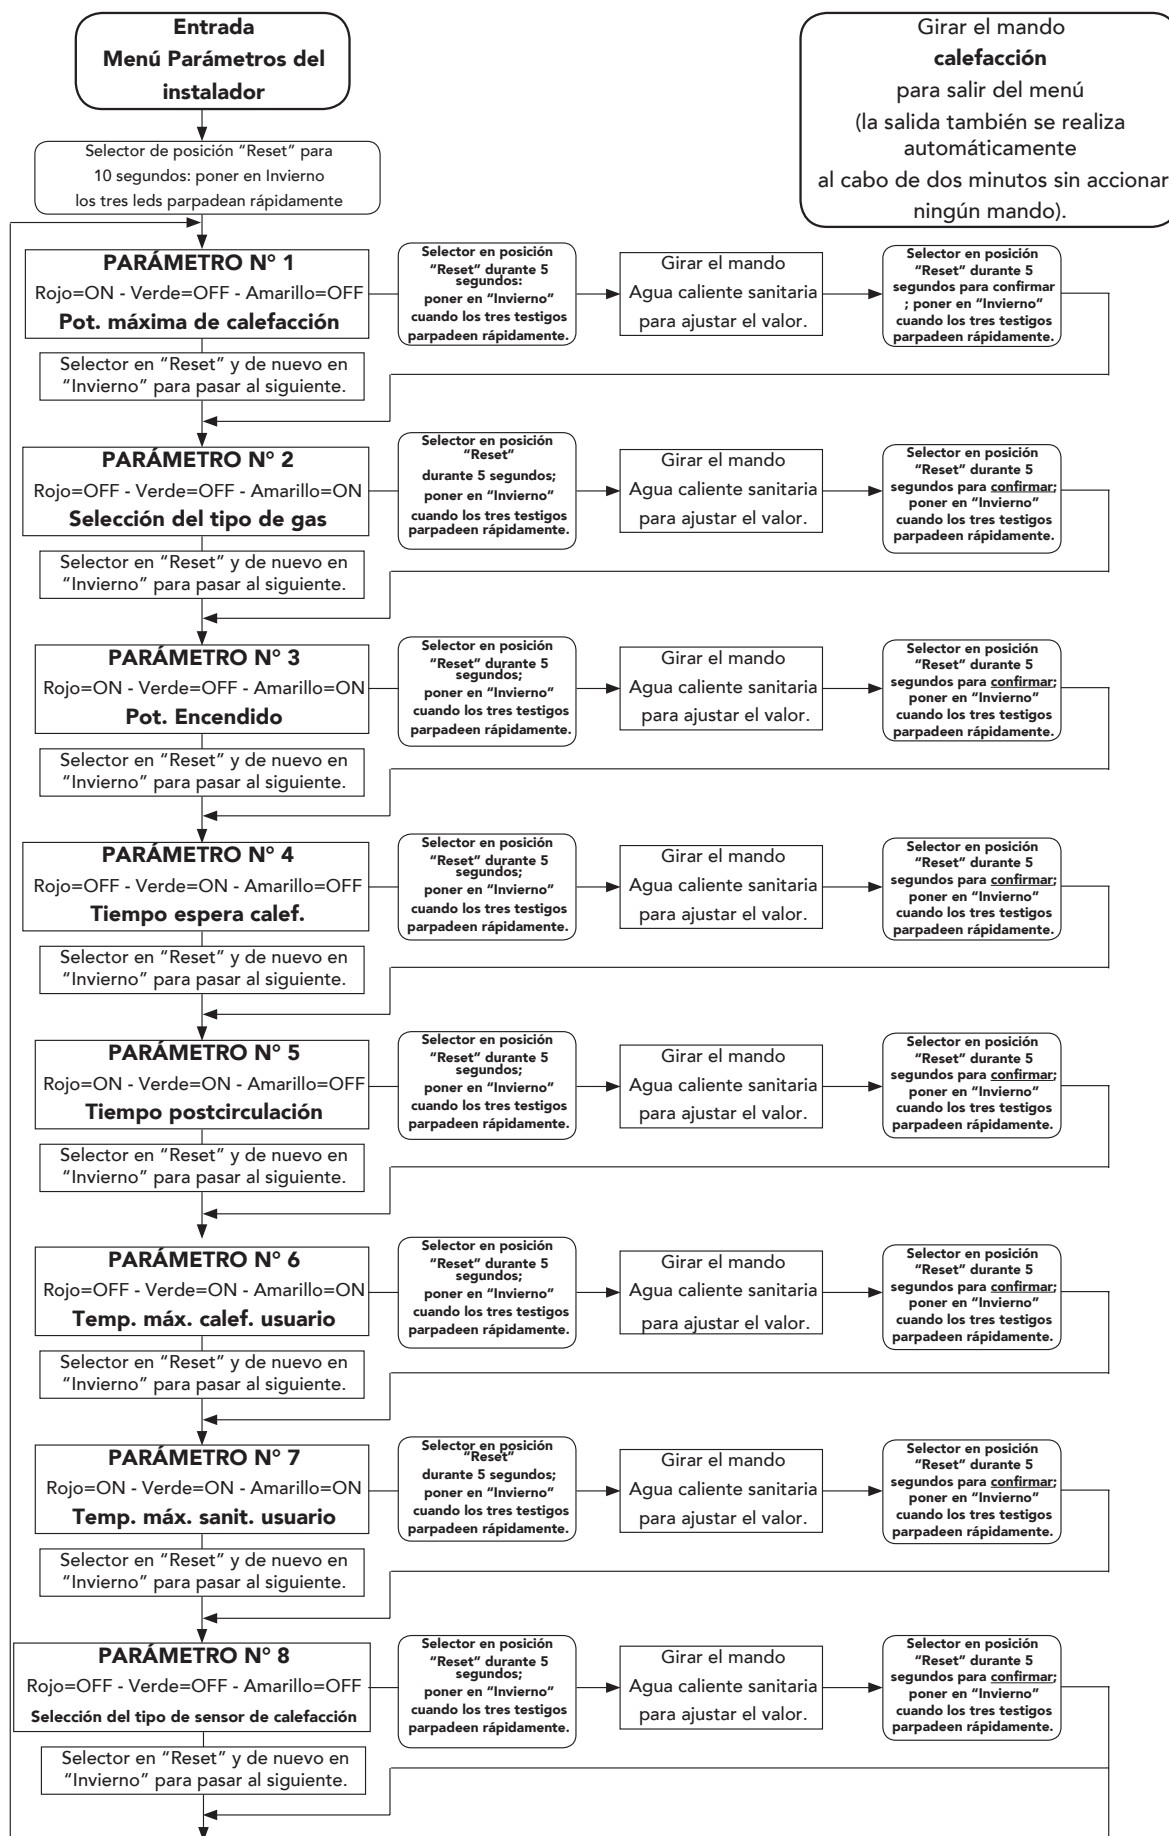 Entrada
Menú Parámetros del
instalador
Girar el mando
calefacción
para salir del menú
(la salida también se realiza
automáticamente
al cabo de dos minutos sin accionar
ningún mando).
Selector de posición “Reset” para
10 segundos: poner en Invierno
los tres leds parpadean rápidamente
PARÁMETRO N° 1
Rojo=ON - Verde=OFF - Amarillo=OFF
Pot. máxima de calefacción
Selector en posición
“Reset” durante 5
segundos:
poner en “Invierno”
cuando los tres testigos
parpadeen rápidamente.
Girar el mando
Agua caliente sanitaria
para ajustar el valor.
Selector en posición
“Reset” durante 5
segundos para confirmar
; poner en “Invierno”
cuando los tres testigos
parpadeen rápidamente.
Selector en “Reset” y de nuevo en
“Invierno” para pasar al siguiente.
PARÁMETRO N° 2
Rojo=OFF - Verde=OFF - Amarillo=ON
Selección del tipo de gas
Selector en posición
“Reset”
durante 5 segundos;
poner en “Invierno”
cuando los tres testigos
parpadeen rápidamente.
Girar el mando
Agua caliente sanitaria
para ajustar el valor.
Selector en posición
“Reset” durante 5
segundos para confirmar;
poner en “Invierno”
cuando los tres testigos
parpadeen rápidamente.
Selector en “Reset” y de nuevo en
“Invierno” para pasar al siguiente.
PARÁMETRO N° 3
Rojo=ON - Verde=OFF - Amarillo=ON
Pot. Encendido
Selector en posición
“Reset” durante 5
segundos;
poner en “Invierno”
cuando los tres testigos
parpadeen rápidamente.
Girar el mando
Agua caliente sanitaria
para ajustar el valor.
Selector en posición
“Reset” durante 5
segundos para confirmar;
poner en “Invierno”
cuando los tres testigos
parpadeen rápidamente.
Selector en “Reset” y de nuevo en
“Invierno” para pasar al siguiente.
PARÁMETRO N° 4
Rojo=OFF - Verde=ON - Amarillo=OFF
Tiempo espera calef.
Selector en posición
“Reset” durante 5
segundos;
poner en “Invierno”
cuando los tres testigos
parpadeen rápidamente.
Girar el mando
Agua caliente sanitaria
para ajustar el valor.
Selector en posición
“Reset” durante 5
segundos para confirmar;
poner en “Invierno”
cuando los tres testigos
parpadeen rápidamente.
Selector en “Reset” y de nuevo en
“Invierno” para pasar al siguiente.
PARÁMETRO N° 5
Rojo=ON - Verde=ON - Amarillo=OFF
Tiempo postcirculación
Selector en posición
“Reset” durante 5
segundos;
poner en “Invierno”
cuando los tres testigos
parpadeen rápidamente.
Girar el mando
Agua caliente sanitaria
para ajustar el valor.
Selector en posición
“Reset” durante 5
segundos para confirmar;
poner en “Invierno”
cuando los tres testigos
parpadeen rápidamente.
Selector en “Reset” y de nuevo en
“Invierno” para pasar al siguiente.
PARÁMETRO N° 6
Rojo=OFF - Verde=ON - Amarillo=ON
Temp. máx. calef. usuario
Selector en posición
“Reset” durante 5
segundos;
poner en “Invierno”
cuando los tres testigos
parpadeen rápidamente.
Girar el mando
Agua caliente sanitaria
para ajustar el valor.
Selector en posición
“Reset” durante 5
segundos para confirmar;
poner en “Invierno”
cuando los tres testigos
parpadeen rápidamente.
Selector en “Reset” y de nuevo en
“Invierno” para pasar al siguiente.
PARÁMETRO N° 7
Rojo=ON - Verde=ON - Amarillo=ON
Temp. máx. sanit. usuario
Selector en posición
“Reset”
durante 5 segundos;
poner en “Invierno”
cuando los tres testigos
parpadeen rápidamente.
Girar el mando
Agua caliente sanitaria
para ajustar el valor.
Selector en posición
“Reset” durante 5
segundos para confirmar;
poner en “Invierno”
cuando los tres testigos
parpadeen rápidamente.
Selector en “Reset” y de nuevo en
“Invierno” para pasar al siguiente.
PARÁMETRO N° 8
Rojo=OFF - Verde=OFF - Amarillo=OFF
Selección del tipo de sensor de calefacción
Selector en posición
“Reset” durante 5
segundos;
poner en “Invierno”
cuando los tres testigos
parpadeen rápidamente.
Girar el mando
Agua caliente sanitaria
para ajustar el valor.
Selector en posición
“Reset” durante 5
segundos para confirmar;
poner en “Invierno”
cuando los tres testigos
parpadeen rápidamente.
Selector en “Reset” y de nuevo en
“Invierno” para pasar al siguiente.